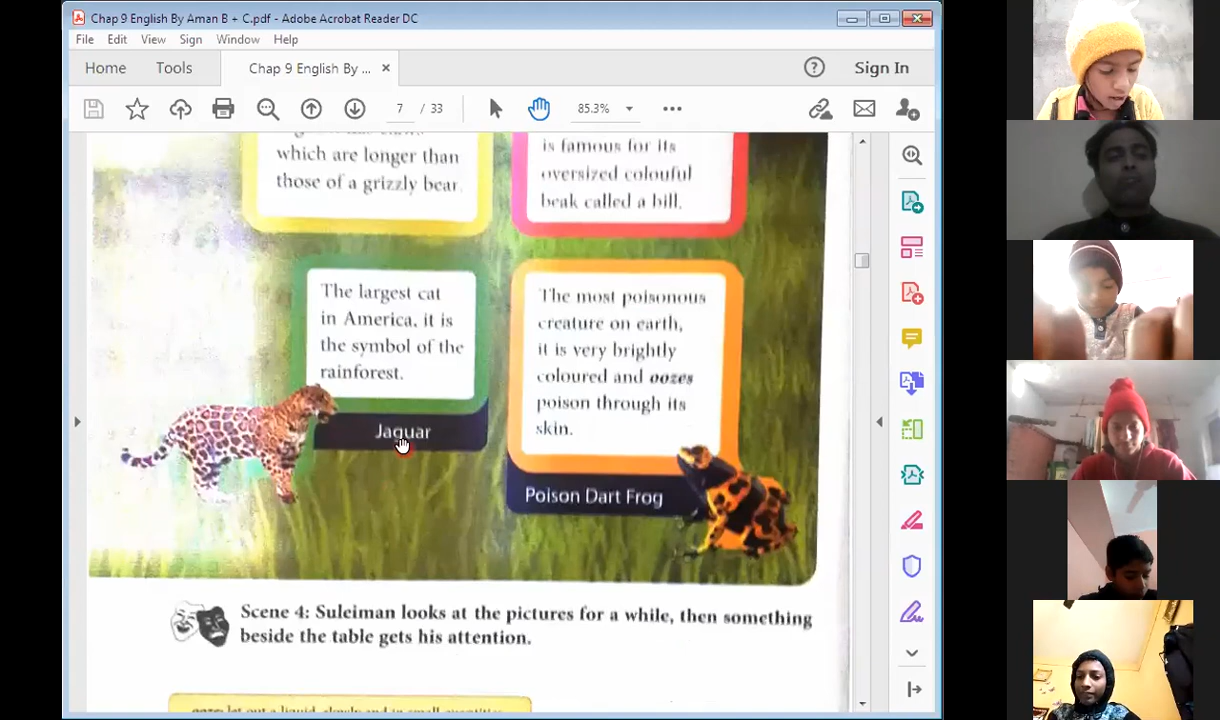 Chap 9 English By Aman B + C.pdf - Adobe Acrobat Reader DC
File Edit View Sign Window Help
Home Tools Chap 9 English By ... × Sign In
7 / 33 85.3%
which are longer than
those of a grizzly bear.
is famous for its
oversized colouful
beak called a bill.
The largest cat
in America, it is
the symbol of the
rainforest.
Jaguar
The most poisonous
creature on earth,
it is very brightly
coloured and oozes
poison through its
skin.
Poison Dart Frog
Scene 4: Suleiman looks at the pictures for a while, then something
beside the table gets his attention.